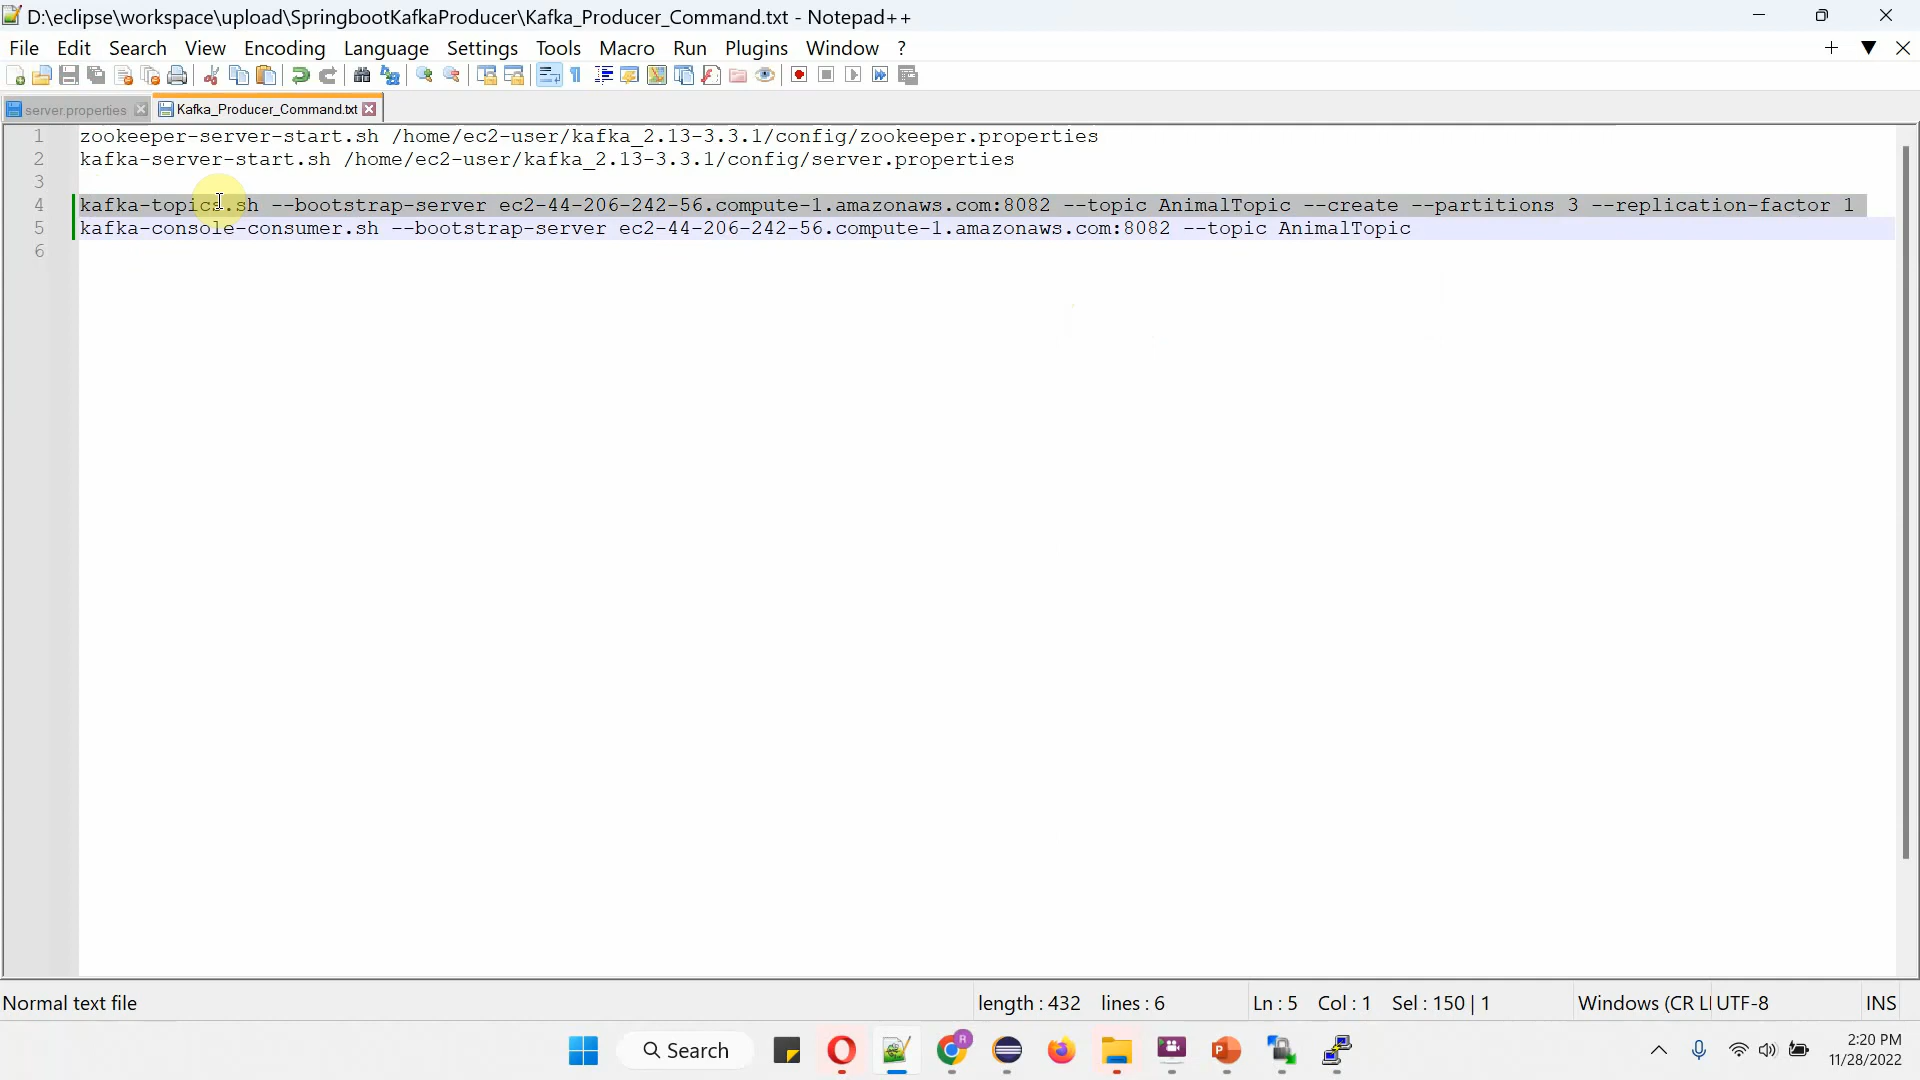 D:\eclipse\workspace\upload\SpringbootKafkaProducer\Kafka_Producer_Command.txt - Notepad++
File Edit Search View Encoding Language Settings Tools Macro Run Plugins Window ?
server.properties Kafka_Producer_Command.txt
1 zookeeper-server-start.sh /home/ec2-user/kafka_2.13-3.3.1/config/zookeeper.properties
2 kafka-server-start.sh /home/ec2-user/kafka_2.13-3.3.1/config/server.properties
3
4 kafka-topics.sh --bootstrap-server ec2-44-206-242-56.compute-1.amazonaws.com:8082 --topic AnimalTopic --create --partitions 3 --replication-factor 1
5 kafka-console-consumer.sh --bootstrap-server ec2-44-206-242-56.compute-1.amazonaws.com:8082 --topic AnimalTopic
6
Normal text file length : 432 lines : 6 Ln : 5 Col : 1 Sel : 150 | 1 Windows (CR LI UTF-8 INS
Search
2:20 PM
11/28/2022